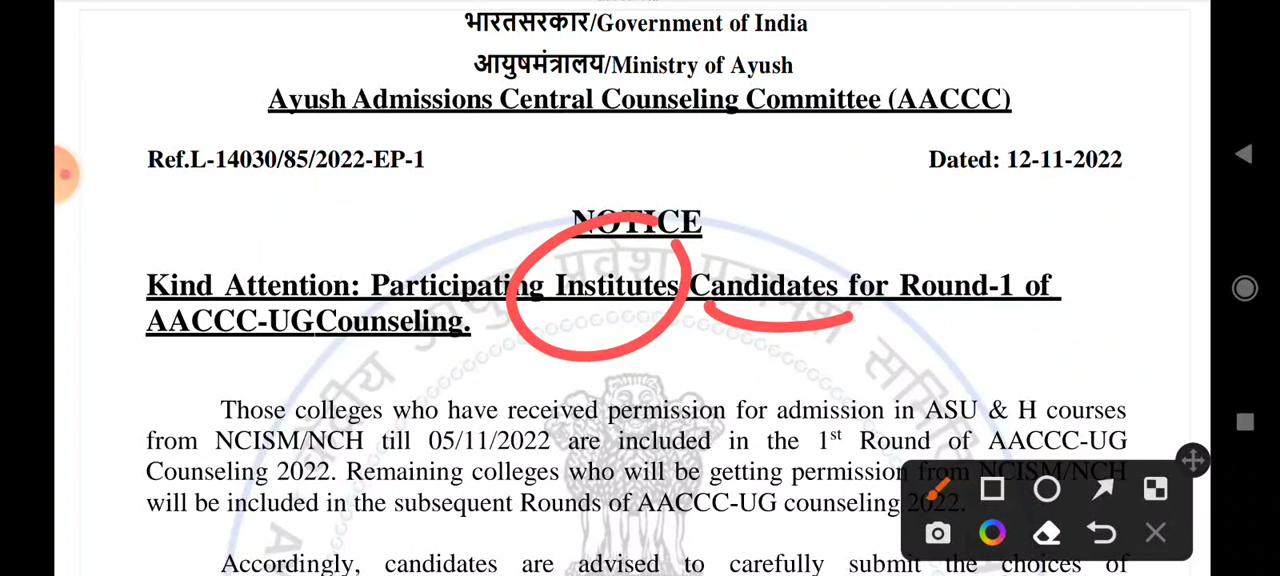 भारतसरकार/Government of India
आयुषमंत्रालय/Ministry of Ayush
Ayush Admissions Central Counseling Committee (AACCC)
Ref.L-14030/85/2022-EP-1 Dated: 12-11-2022
NOTICE
Kind Attention: Participating Institutes Candidates for Round-1 of
AACCC-UG Counseling.
Those colleges who have received permission for admission in ASU & H courses
from NCISM/NCH till 05/11/2022 are included in the 1st Round of AACCC-UG
Counseling 2022. Remaining colleges who will be getting permission from NCISM/NCH
will be included in the subsequent Rounds of AACCC-UG counseling 2022.
Accordingly, candidates are advised to carefully submit the choices of